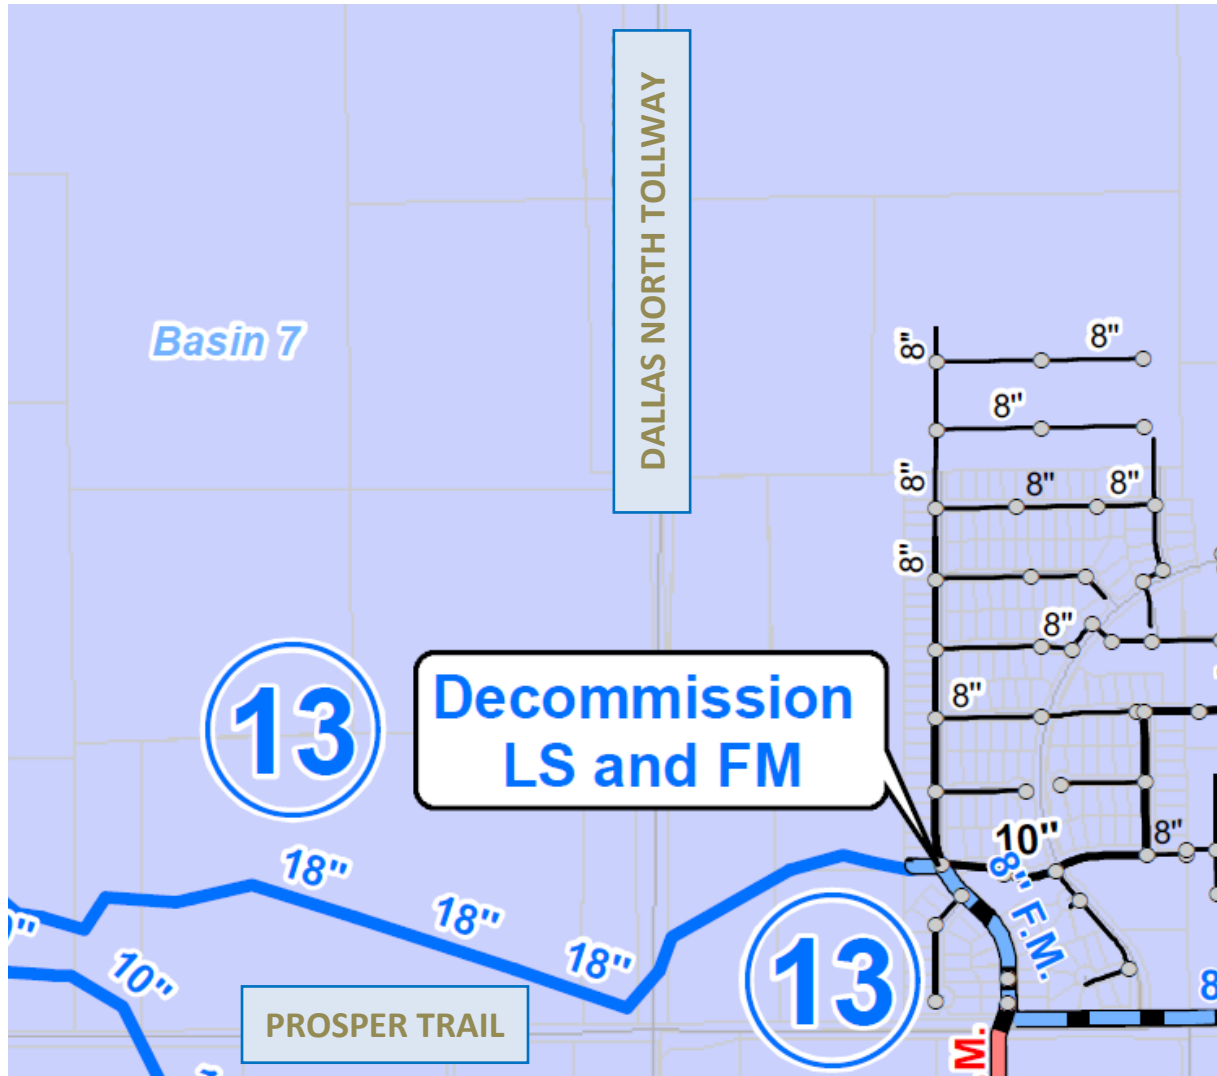 DALLAS NORTH TOLLWAY
Basin 7
8"
8"
8"
8"
8"
8"
8"
8"
8"
13
Decommission
LS and FM
10"
8"
8" F.M.
18"
18"
18"
10"
13
PROSPER TRAIL
8
M.